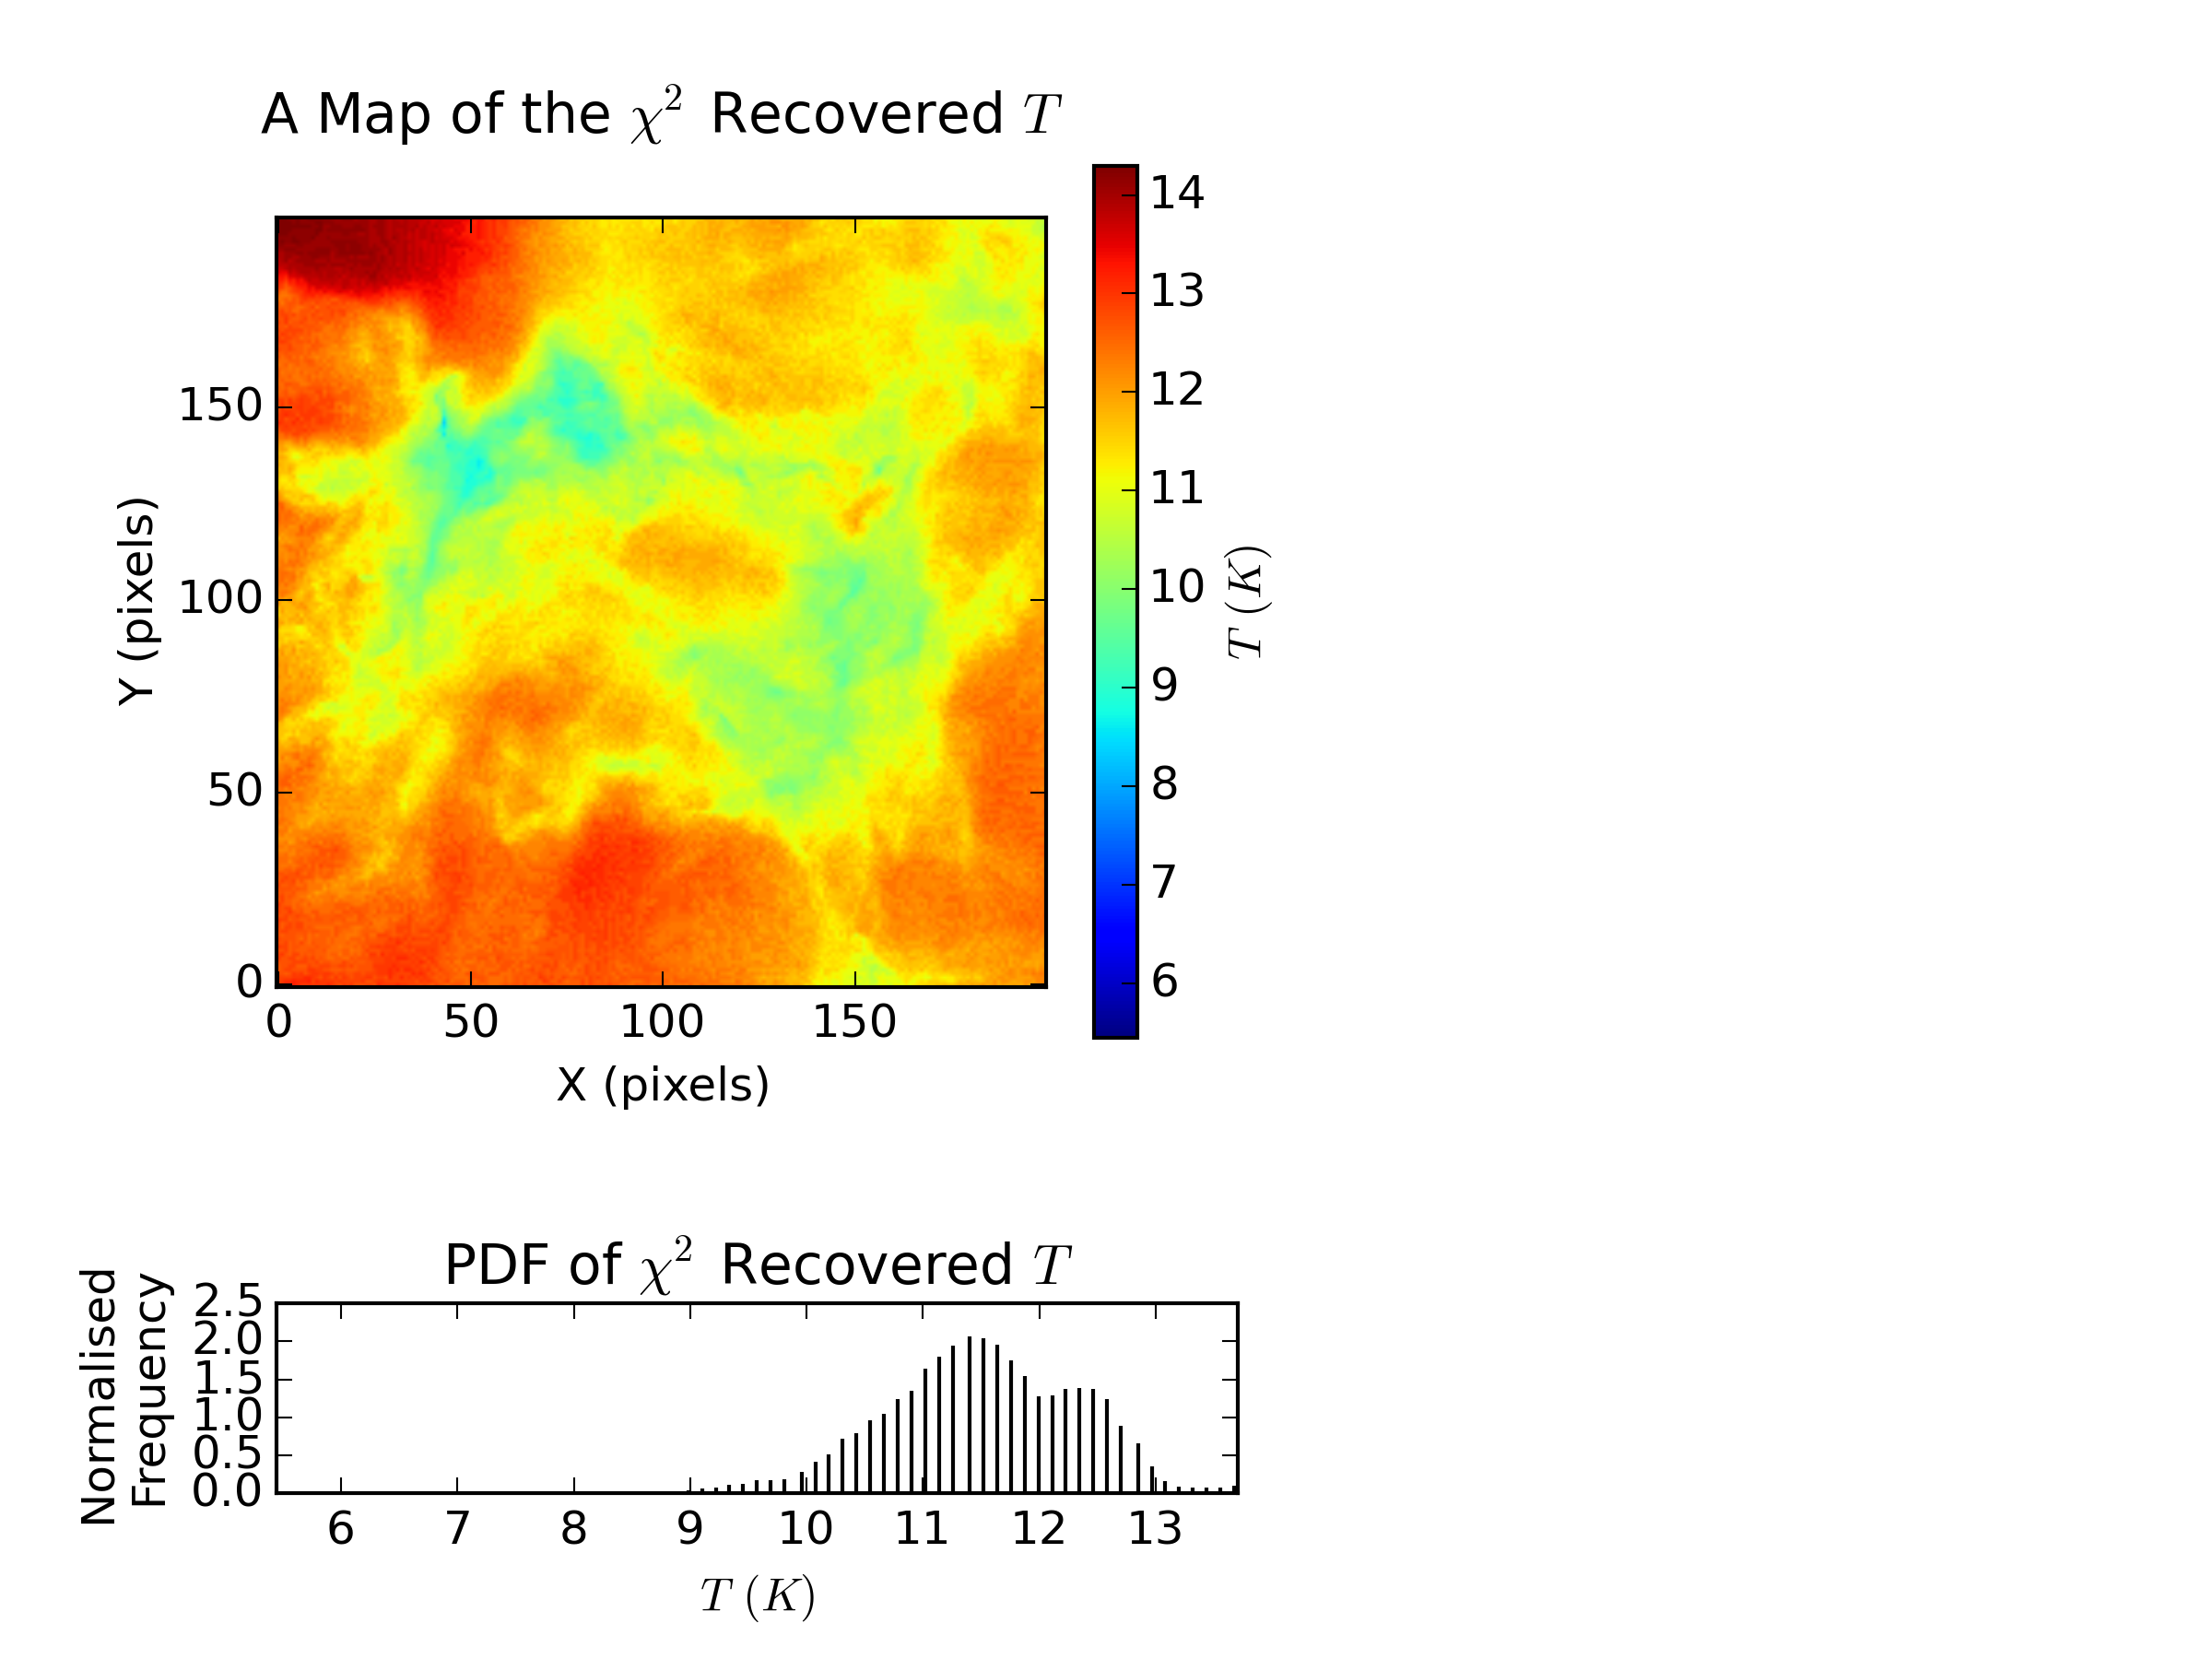 A Map of the χ² Recovered T
14
13
12
11
10
9
8
7
6
T (K)
150
100
50
0
Y (pixels)
0 50 100 150
X (pixels)
PDF of χ² Recovered T
Normalised
Frequency
2.5
2.0
1.5
1.0
0.5
0.0
6 7 8 9 10 11 12 13
T (K)